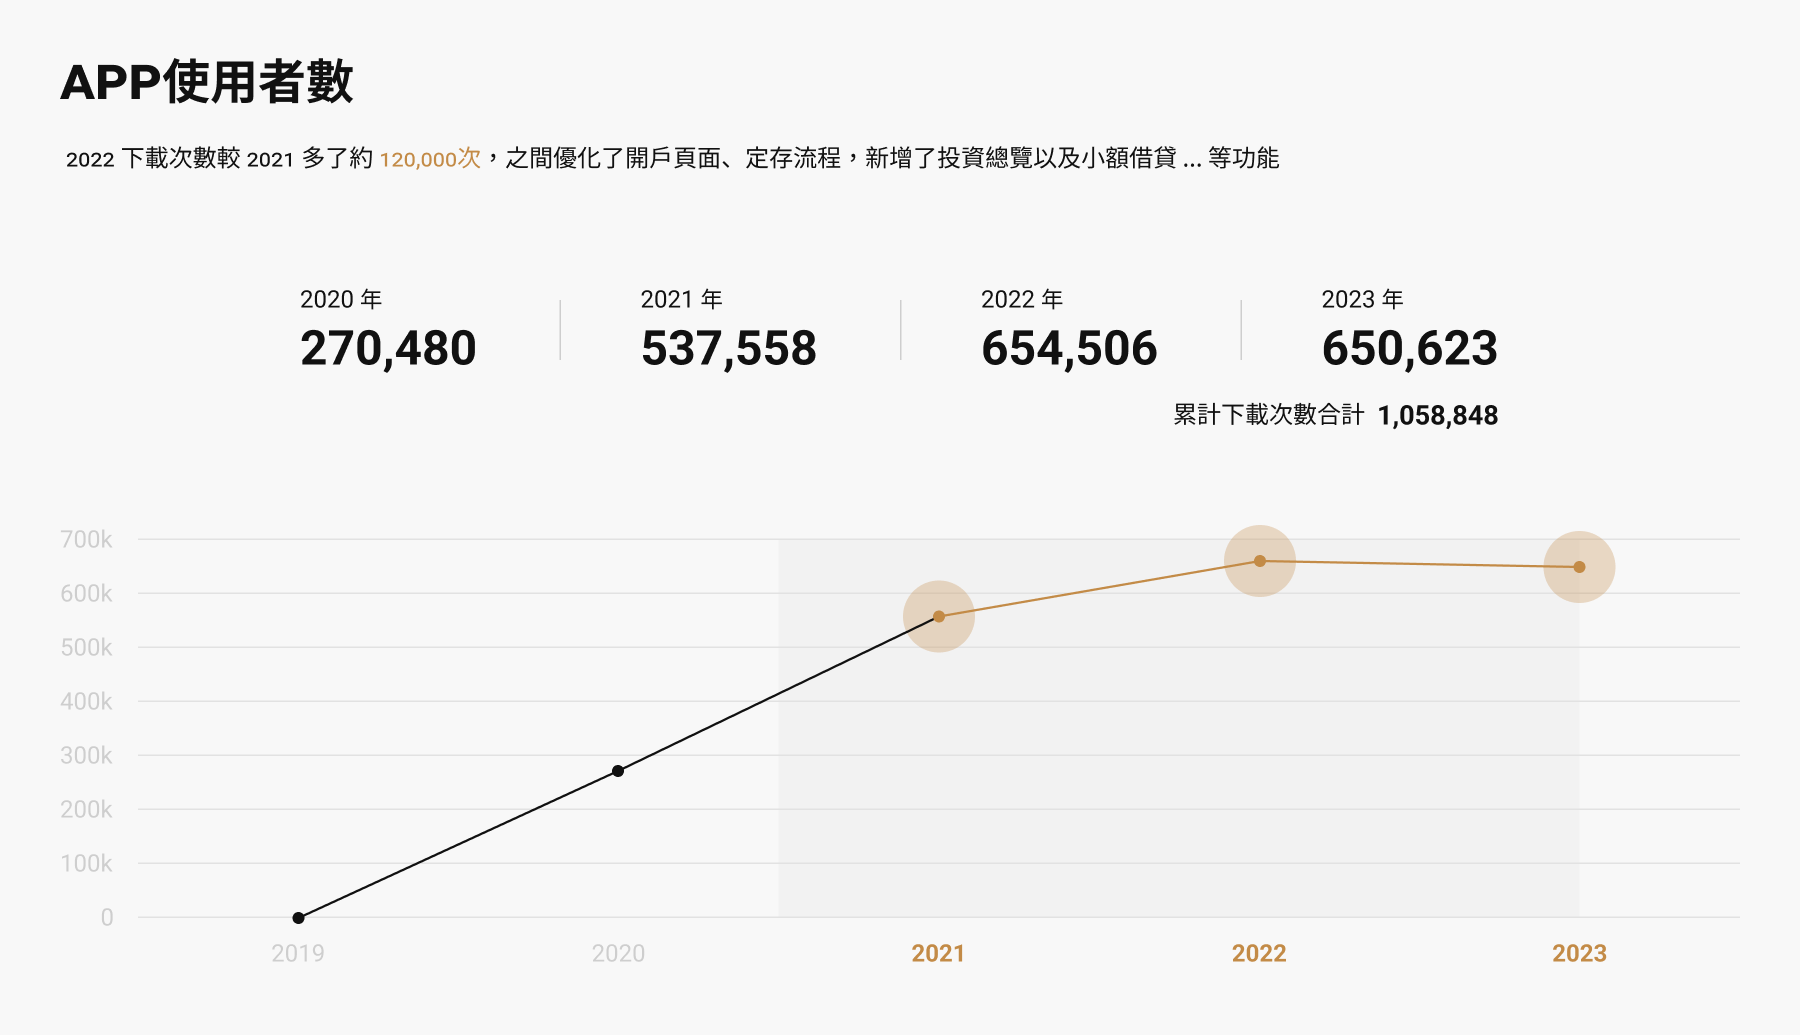 APP使用者數
2022 下載次數較 2021 多了約 120,000次，之間優化了開戶頁面、定存流程，新增了投資總覽以及小額借貸 ... 等功能
2020 年
270,480
2021 年
537,558
2022 年
654,506
2023 年
650,623
累計下載次數合計 1,058,848
700k
600k
500k
400k
300k
200k
100k
0
2019 2020 2021 2022 2023